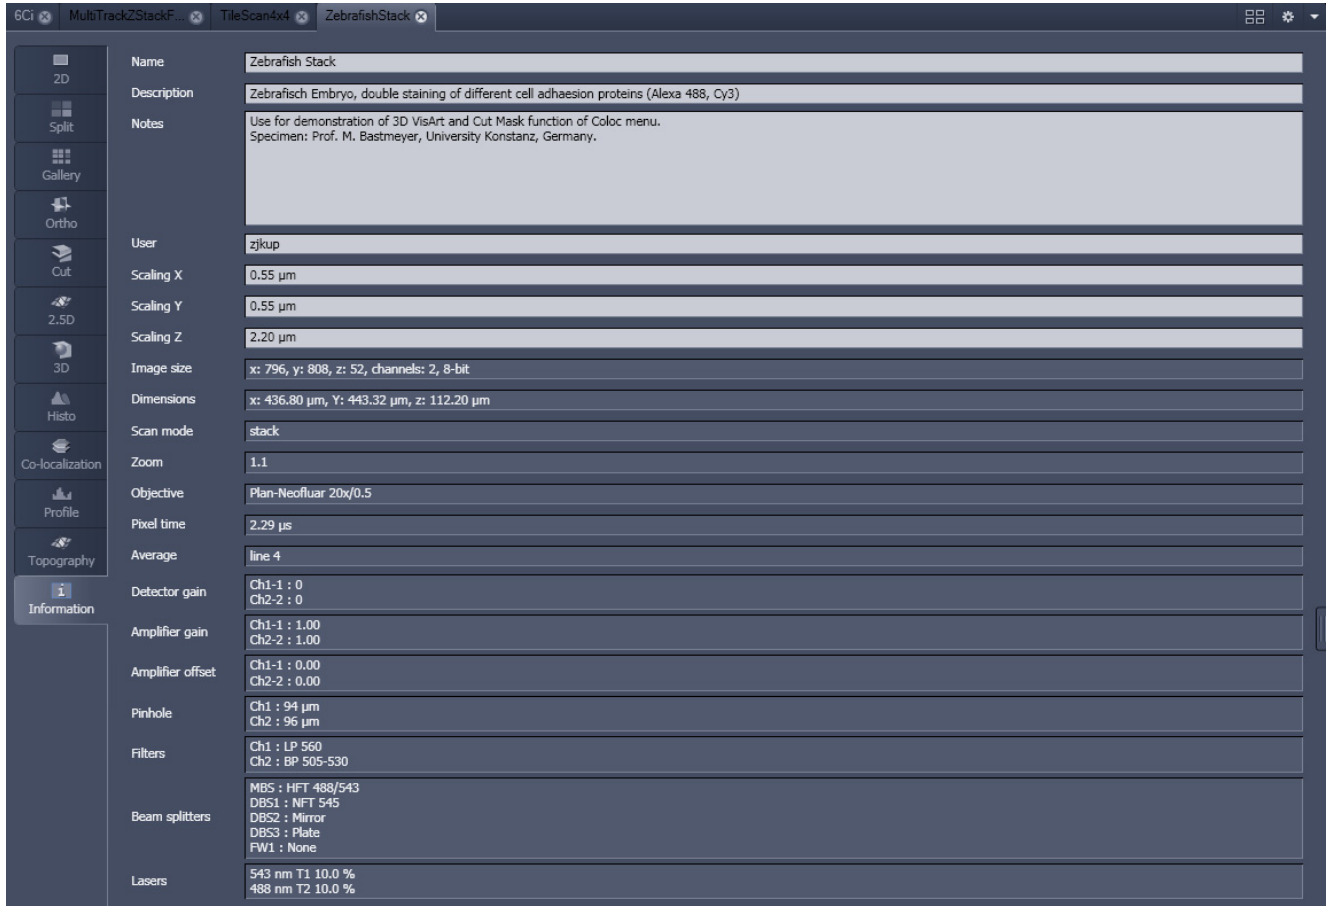 6Ci
MultiTrackZStackF...
TileScan4x4
ZebrafishStack
2D
Split
Gallery
Ortho
Cut
2.5D
3D
Histo
Co-localization
Profile
Topography
i
Information
Name
Zebrafish Stack
Description
Zebrafisch Embryo, double staining of different cell adhaesion proteins (Alexa 488, Cy3)
Notes
Use for demonstration of 3D VisArt and Cut Mask function of Coloc menu.
Specimen: Prof. M. Bastmeyer, University Konstanz, Germany.
User
zjkup
Scaling X
0.55 µm
Scaling Y
0.55 µm
Scaling Z
2.20 µm
Image size
x: 796, y: 808, z: 52, channels: 2, 8-bit
Dimensions
x: 436.80 µm, Y: 443.32 µm, z: 112.20 µm
Scan mode
stack
Zoom
1.1
Objective
Plan-Neofluar 20x/0.5
Pixel time
2.29 µs
Average
line 4
Detector gain
Ch1-1 : 0
Ch2-2 : 0
Amplifier gain
Ch1-1 : 1.00
Ch2-2 : 1.00
Amplifier offset
Ch1-1 : 0.00
Ch2-2 : 0.00
Pinhole
Ch1 : 94 µm
Ch2 : 96 µm
Filters
Ch1 : LP 560
Ch2 : BP 505-530
Beam splitters
MBS : HFT 488/543
DBS1 : NFT 545
DBS2 : Mirror
DBS3 : Plate
FW1 : None
Lasers
543 nm T1 10.0 %
488 nm T2 10.0 %